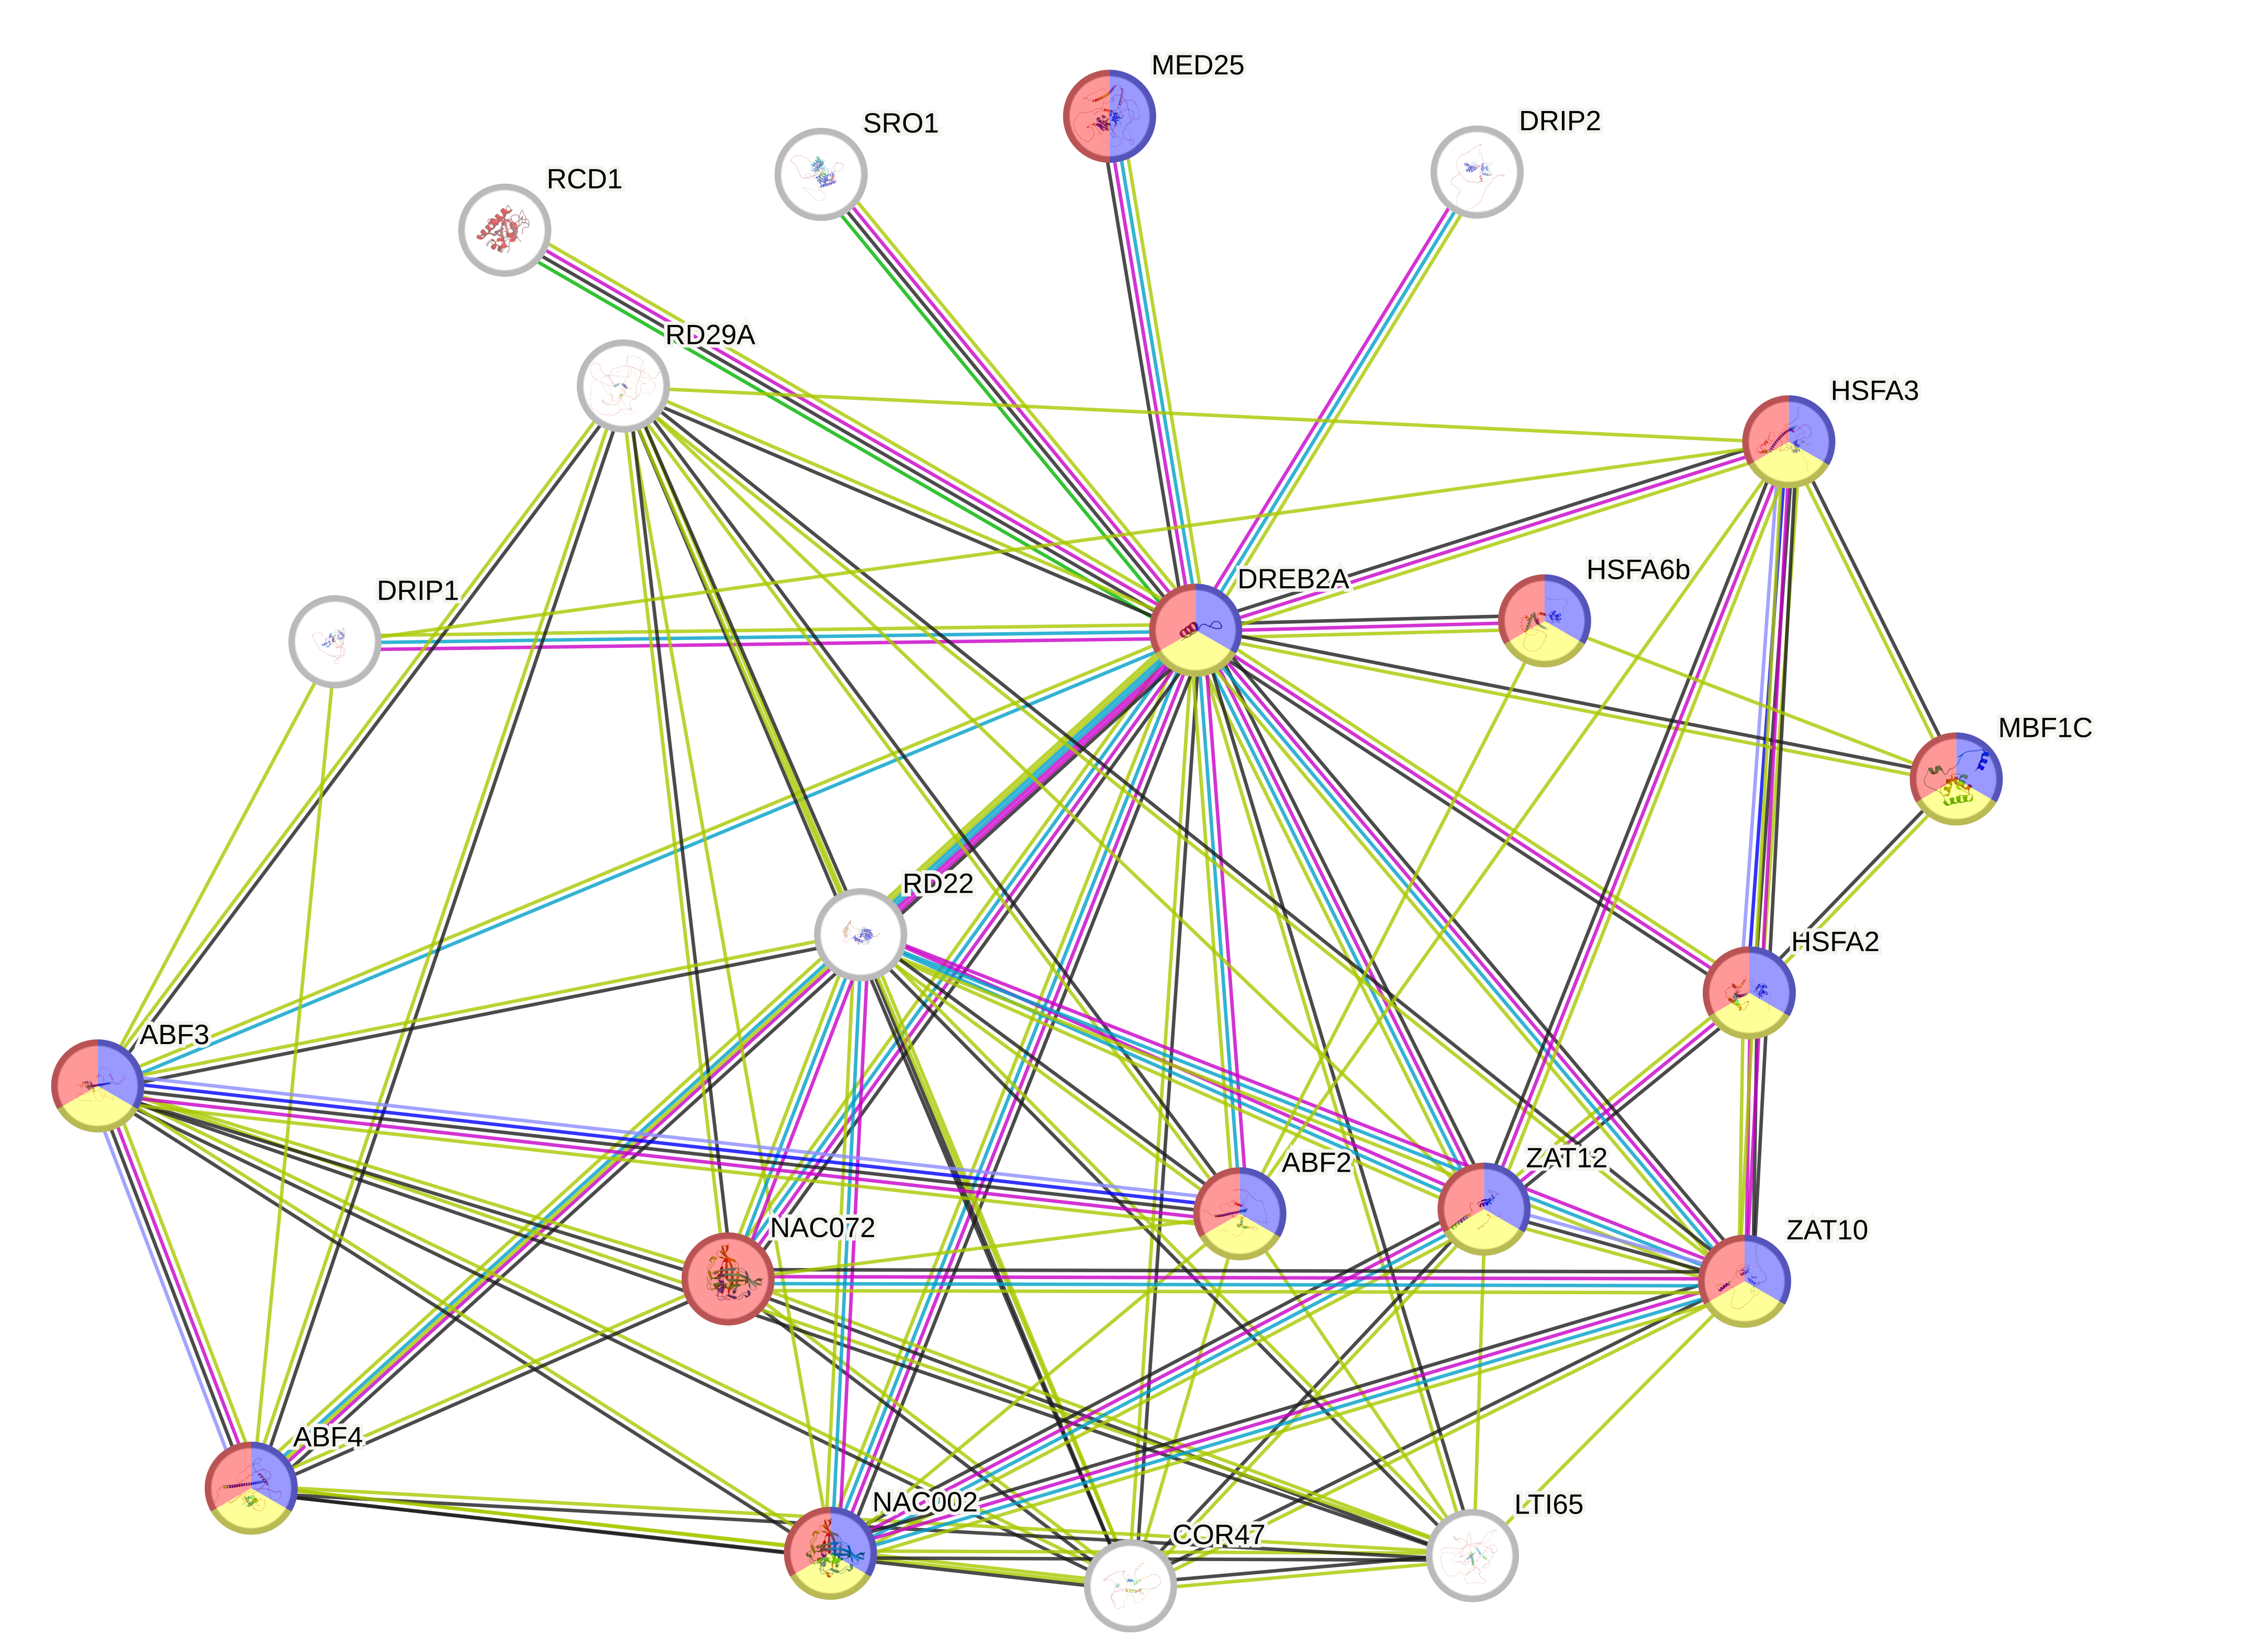 MED25
DRIP2
SRO1
RCD1
RD29A
HSFA3
HSFA6b
DREB2A
DRIP1
MBF1C
RD22
HSFA2
ABF3
ABF2
ZAT12
NAC072
ZAT10
ABF4
NAC002
LTI65
COR47